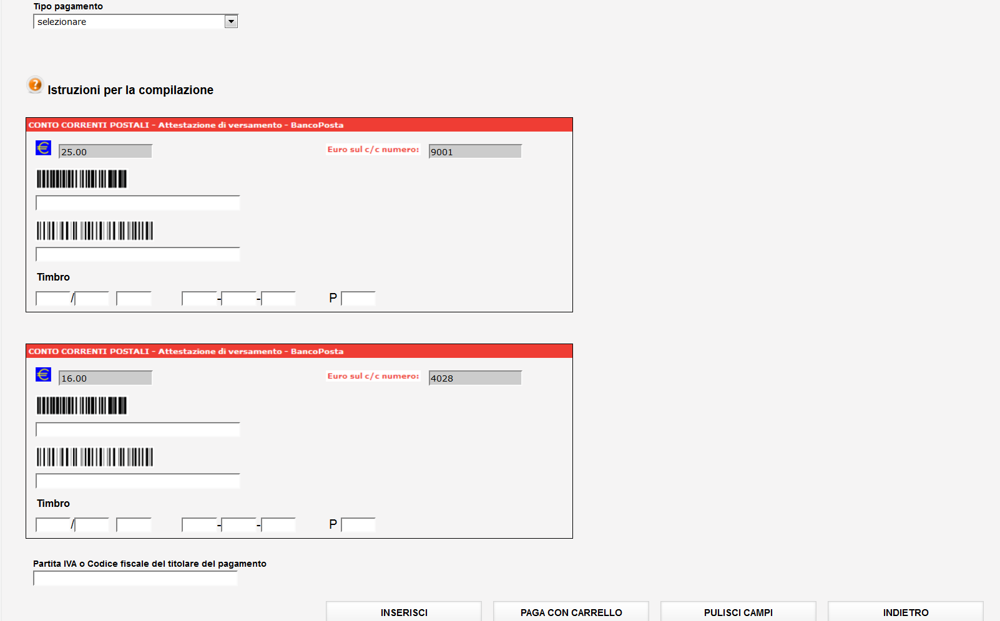 Tipo pagamento
selezionare
Istruzioni per la compilazione
CONTO CORRENTI POSTALI - Attestazione di versamento - BancoPosta
€ 25.00 Euro sul c/c numero: 9001
Timbro
/ - - P
CONTO CORRENTI POSTALI - Attestazione di versamento - BancoPosta
€ 16.00 Euro sul c/c numero: 4028
Timbro
/ - - P
Partita IVA o Codice fiscale del titolare del pagamento
INSERISCI PAGA CON CARRELLO PULISCI CAMPI INDIETRO